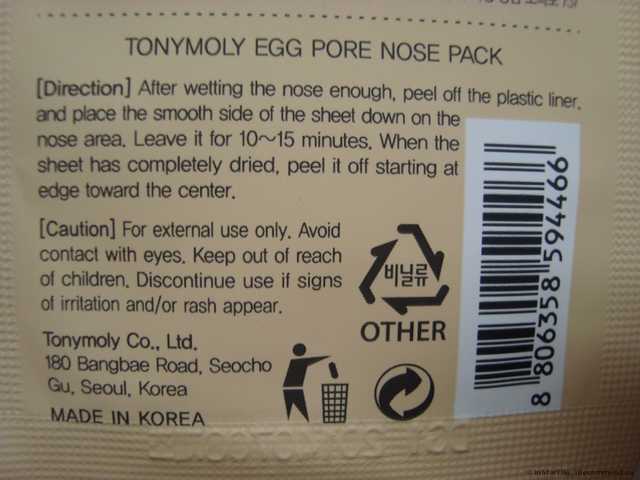 TONYMOLY EGG PORE NOSE PACK
[Direction] After wetting the nose enough, peel off the plastic liner,
and place the smooth side of the sheet down on the
nose area. Leave it for 10~15 minutes. When the
sheet has completely dried, peel it off starting at
edge toward the center.
[Caution] For external use only. Avoid
contact with eyes. Keep out of reach
of children. Discontinue use if signs
of irritation and/or rash appear.
비닐류
OTHER
Tonymoly Co., Ltd.
180 Bangbae Road, Seocho
Gu, Seoul, Korea
MADE IN KOREA
8 806358 594466